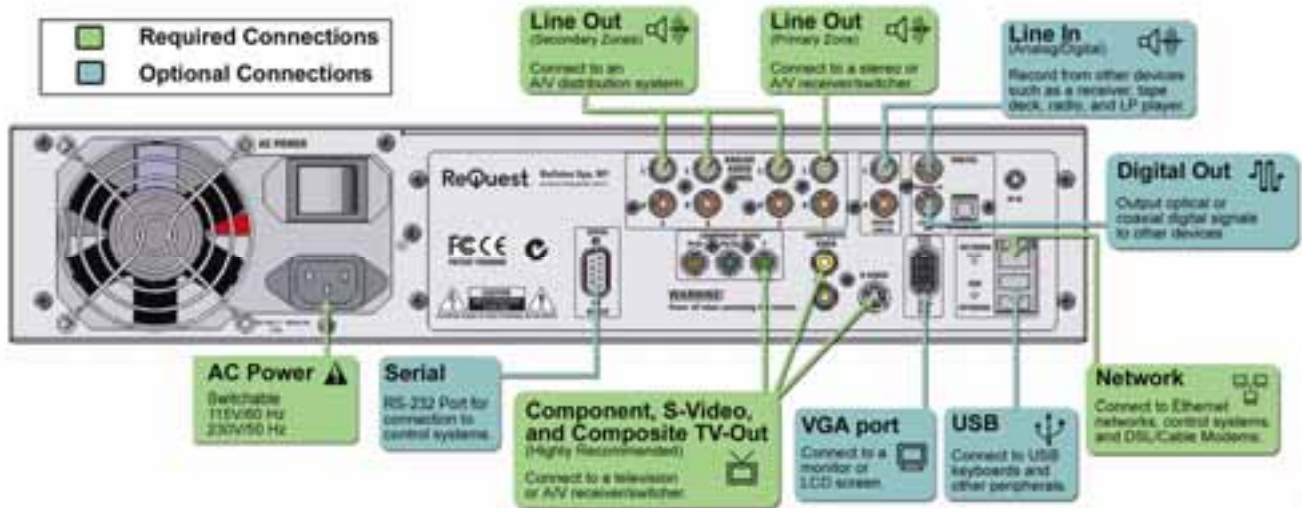 Required Connections
Optional Connections
Line Out
(Secondary Zones)
Connect to an
A/V distribution system.
Line Out
(Primary Zone)
Connect to a stereo or
A/V receiver/switcher.
Line In
(Analog/Digital)
Record from other devices
such as a receiver, tape
deck, radio, and LP player.
Digital Out
Output optical or
coaxial digital signals
to other devices
AC POWER
ReQuest
FCC CE
WARNING:
AC Power
Switchable
115V/60 Hz
230V/50 Hz
Serial
RS-232 Port for
connection to
control systems.
Component, S-Video,
and Composite TV-Out
(Highly Recommended)
Connect to a television
or A/V receiver/switcher.
VGA port
Connect to a
monitor or
LCD screen.
USB
Connect to USB
keyboards and
other peripherals.
Network
Connect to Ethernet
networks, control systems,
and DSL/Cable Modems.